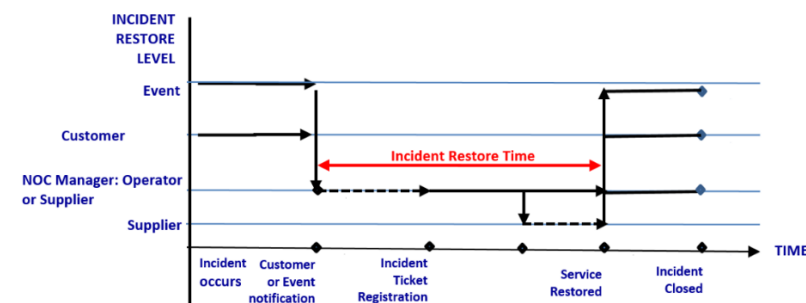 INCIDENT
RESTORE
LEVEL
Event
Customer
Incident Restore Time
NOC Manager: Operator
or Supplier
Supplier
TIME
Incident
occurs
Customer
or Event
notification
Incident
Ticket
Registration
Service
Restored
Incident
Closed